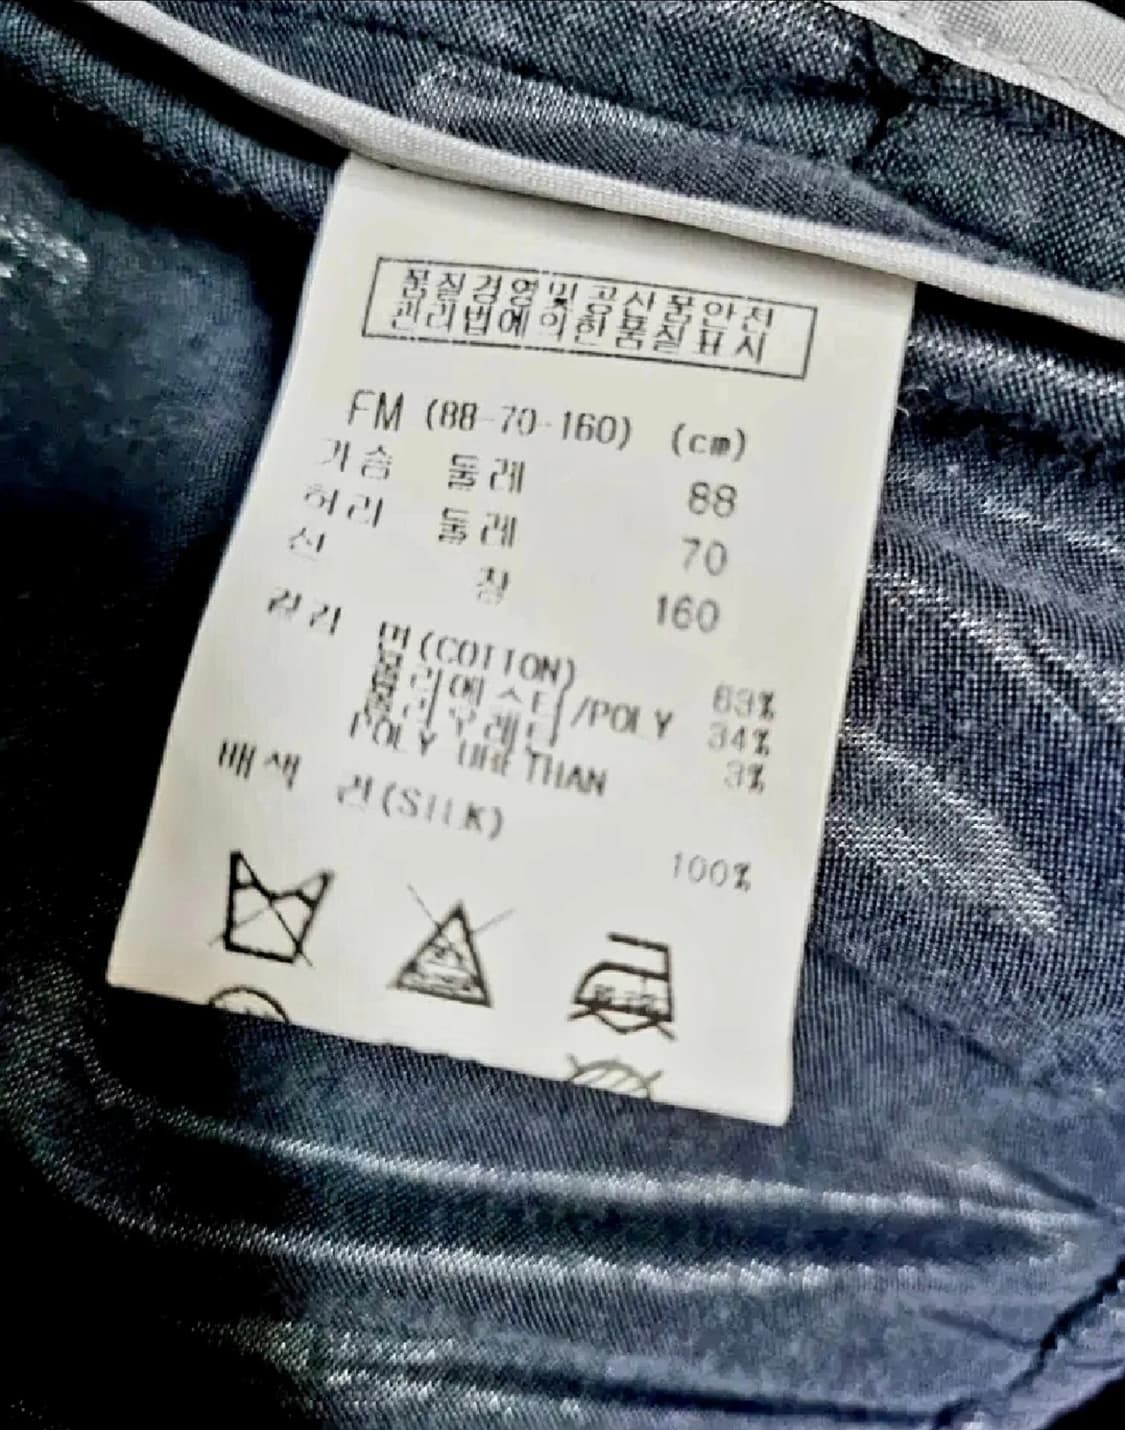 품질경영및공산품안전
관리법에의한품질표시
FM (88-70-160) (cm)
가슴 둘레 88
허리 둘레 70
신 장 160
겉감 면(COTTON) 63%
폴리에스터/POLY 34%
폴리우레탄
POLY URETHAN 3%
배색 견(SILK)
100%